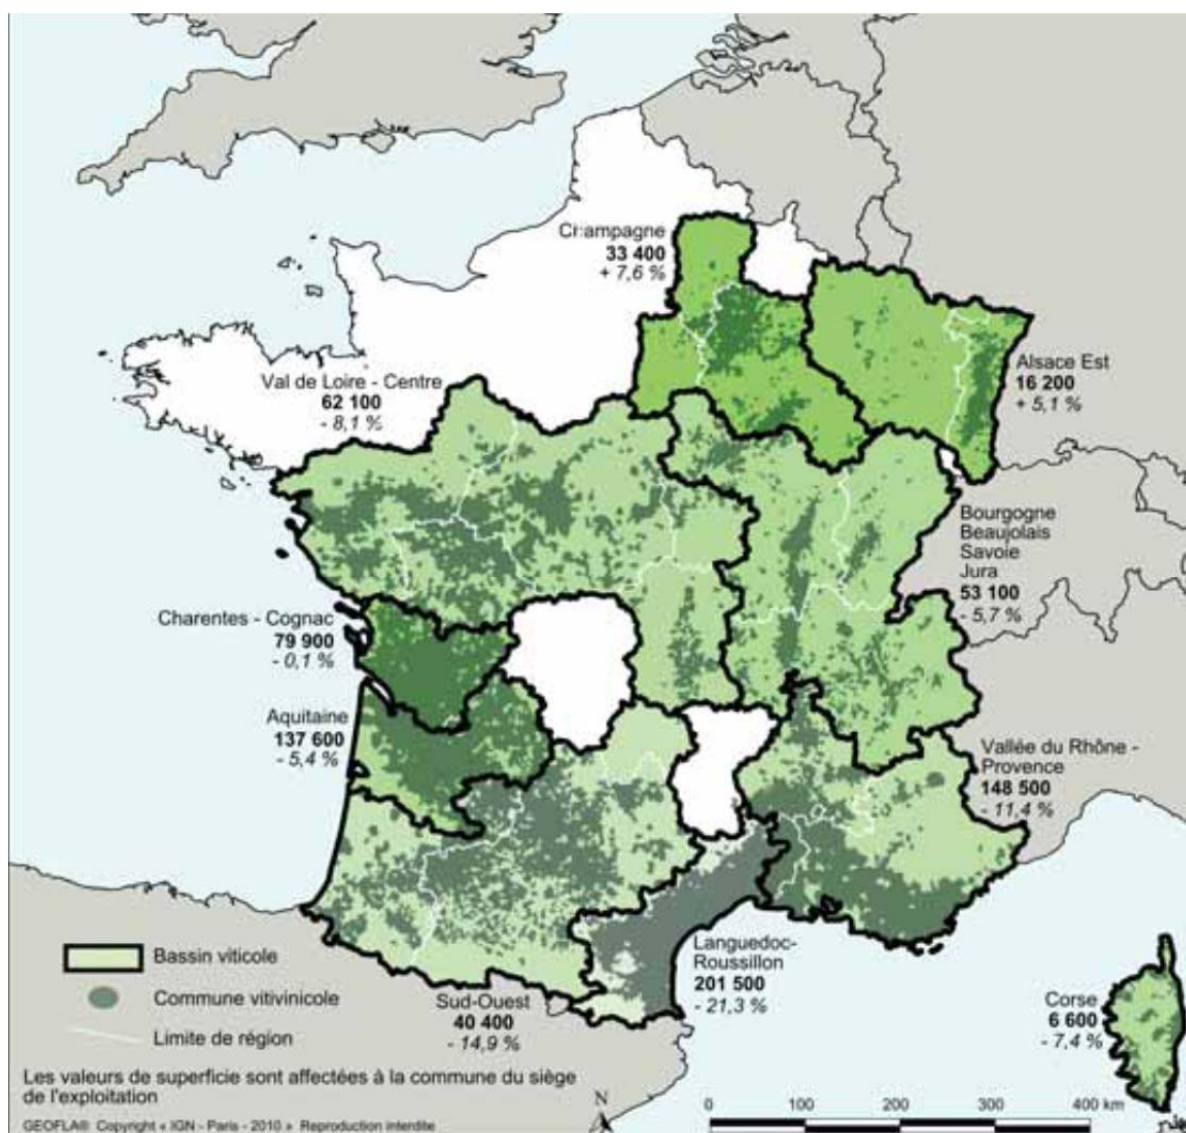 Champagne
33 400
+ 7,6 %
Alsace Est
16 200
+ 5,1 %
Val de Loire - Centre
62 100
- 8,1 %
Bourgogne
Beaujolais
Savoie
Jura
53 100
- 5,7 %
Charentes - Cognac
79 900
- 0,1 %
Aquitaine
137 600
- 5,4 %
Vallée du Rhône -
Provence
148 500
- 11,4 %
Languedoc-
Roussillon
201 500
- 21,3 %
Sud-Ouest
40 400
- 14,9 %
Corse
6 600
- 7,4 %
Bassin viticole
Commune vitivinicole
Limite de région
Les valeurs de superficie sont affectées à la commune du siège
de l'exploitation
N
0 100 200 300 400 km
GEOFLA® Copyright « IGN - Paris - 2010 » Reproduction interdite